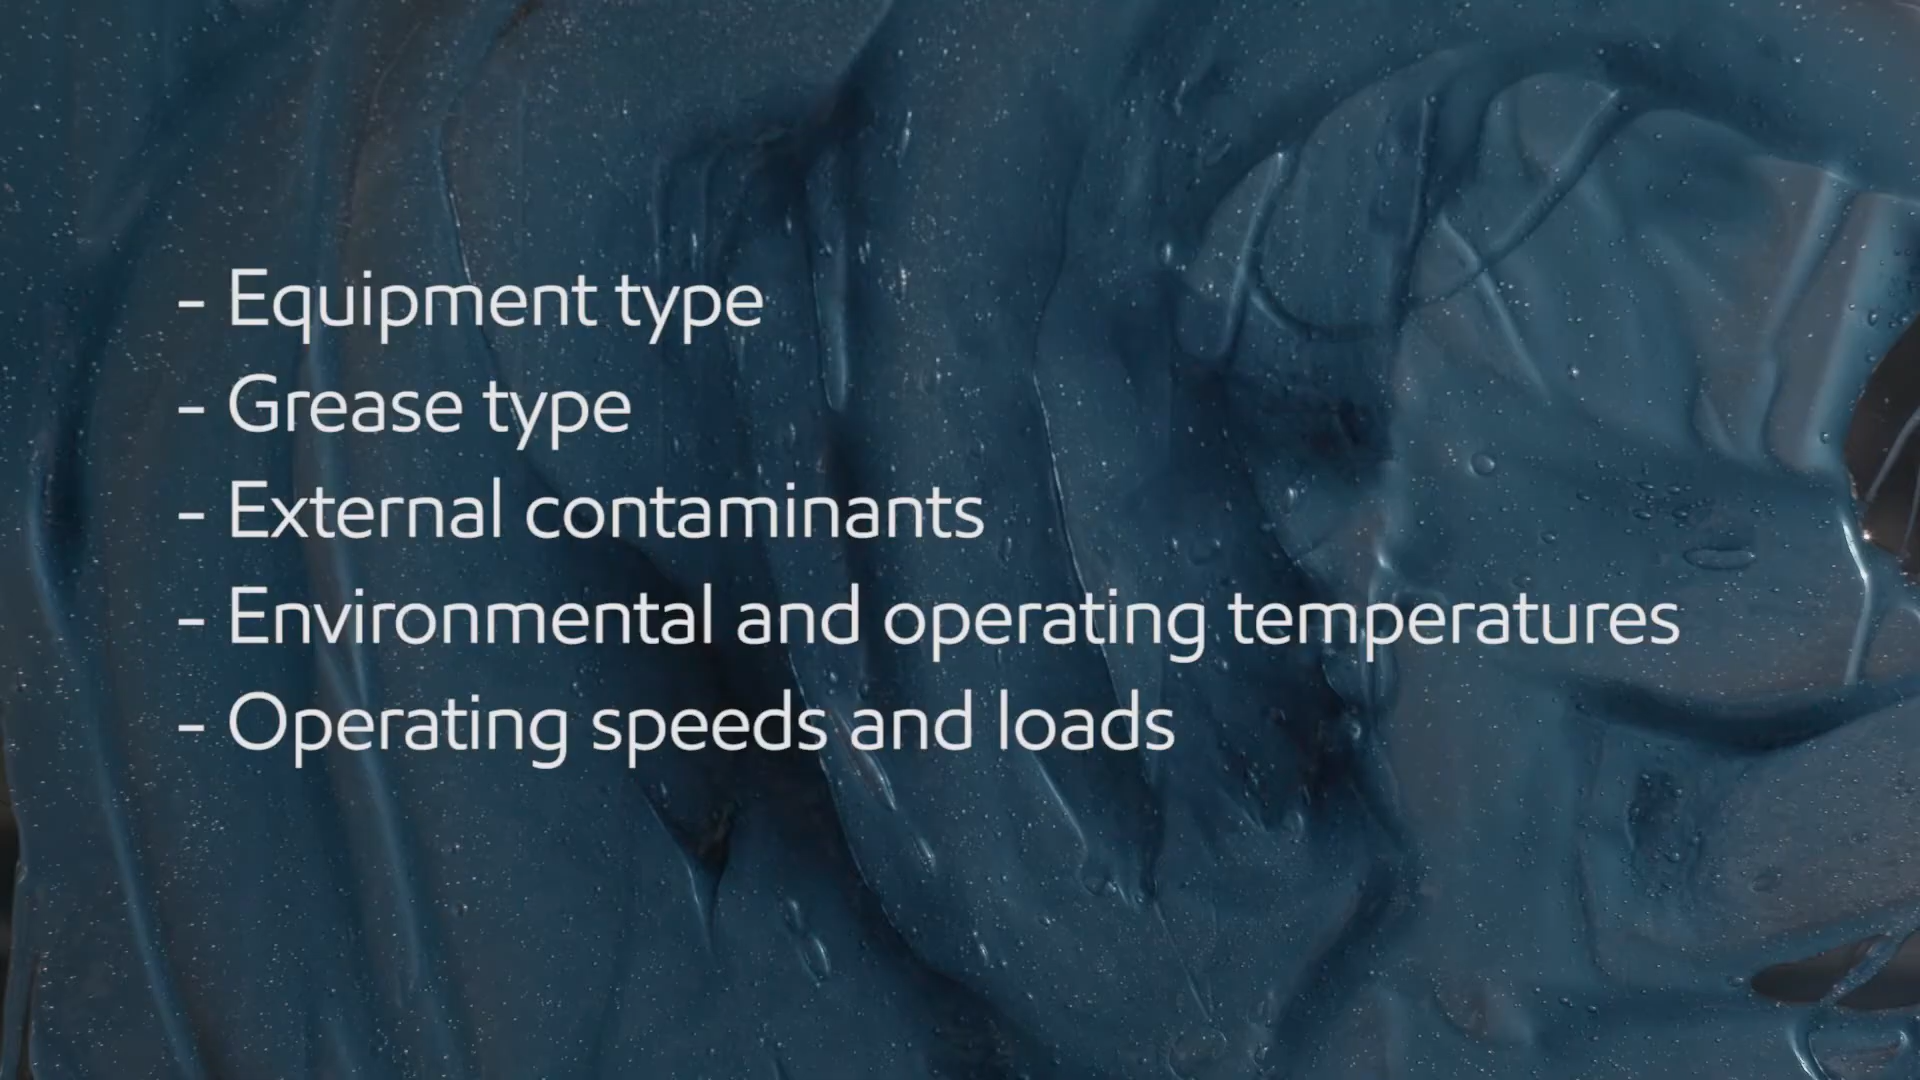 - Equipment type
- Grease type
- External contaminants
- Environmental and operating temperatures
- Operating speeds and loads